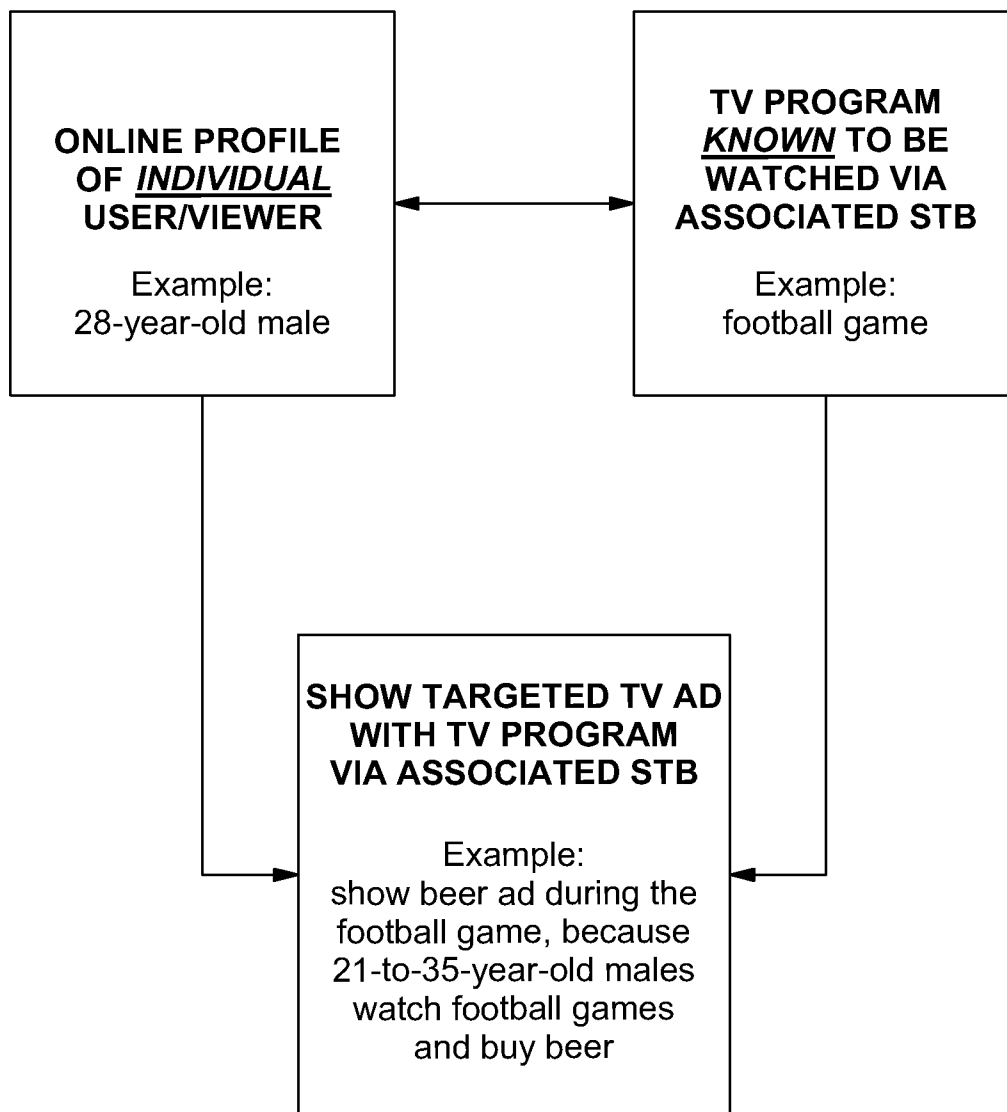 ONLINE PROFILE
OF INDIVIDUAL
USER/VIEWER
Example:
28-year-old male
TV PROGRAM
KNOWN TO BE
WATCHED VIA
ASSOCIATED STB
Example:
football game
SHOW TARGETED TV AD
WITH TV PROGRAM
VIA ASSOCIATED STB
Example:
show beer ad during the
football game, because
21-to-35-year-old males
watch football games
and buy beer